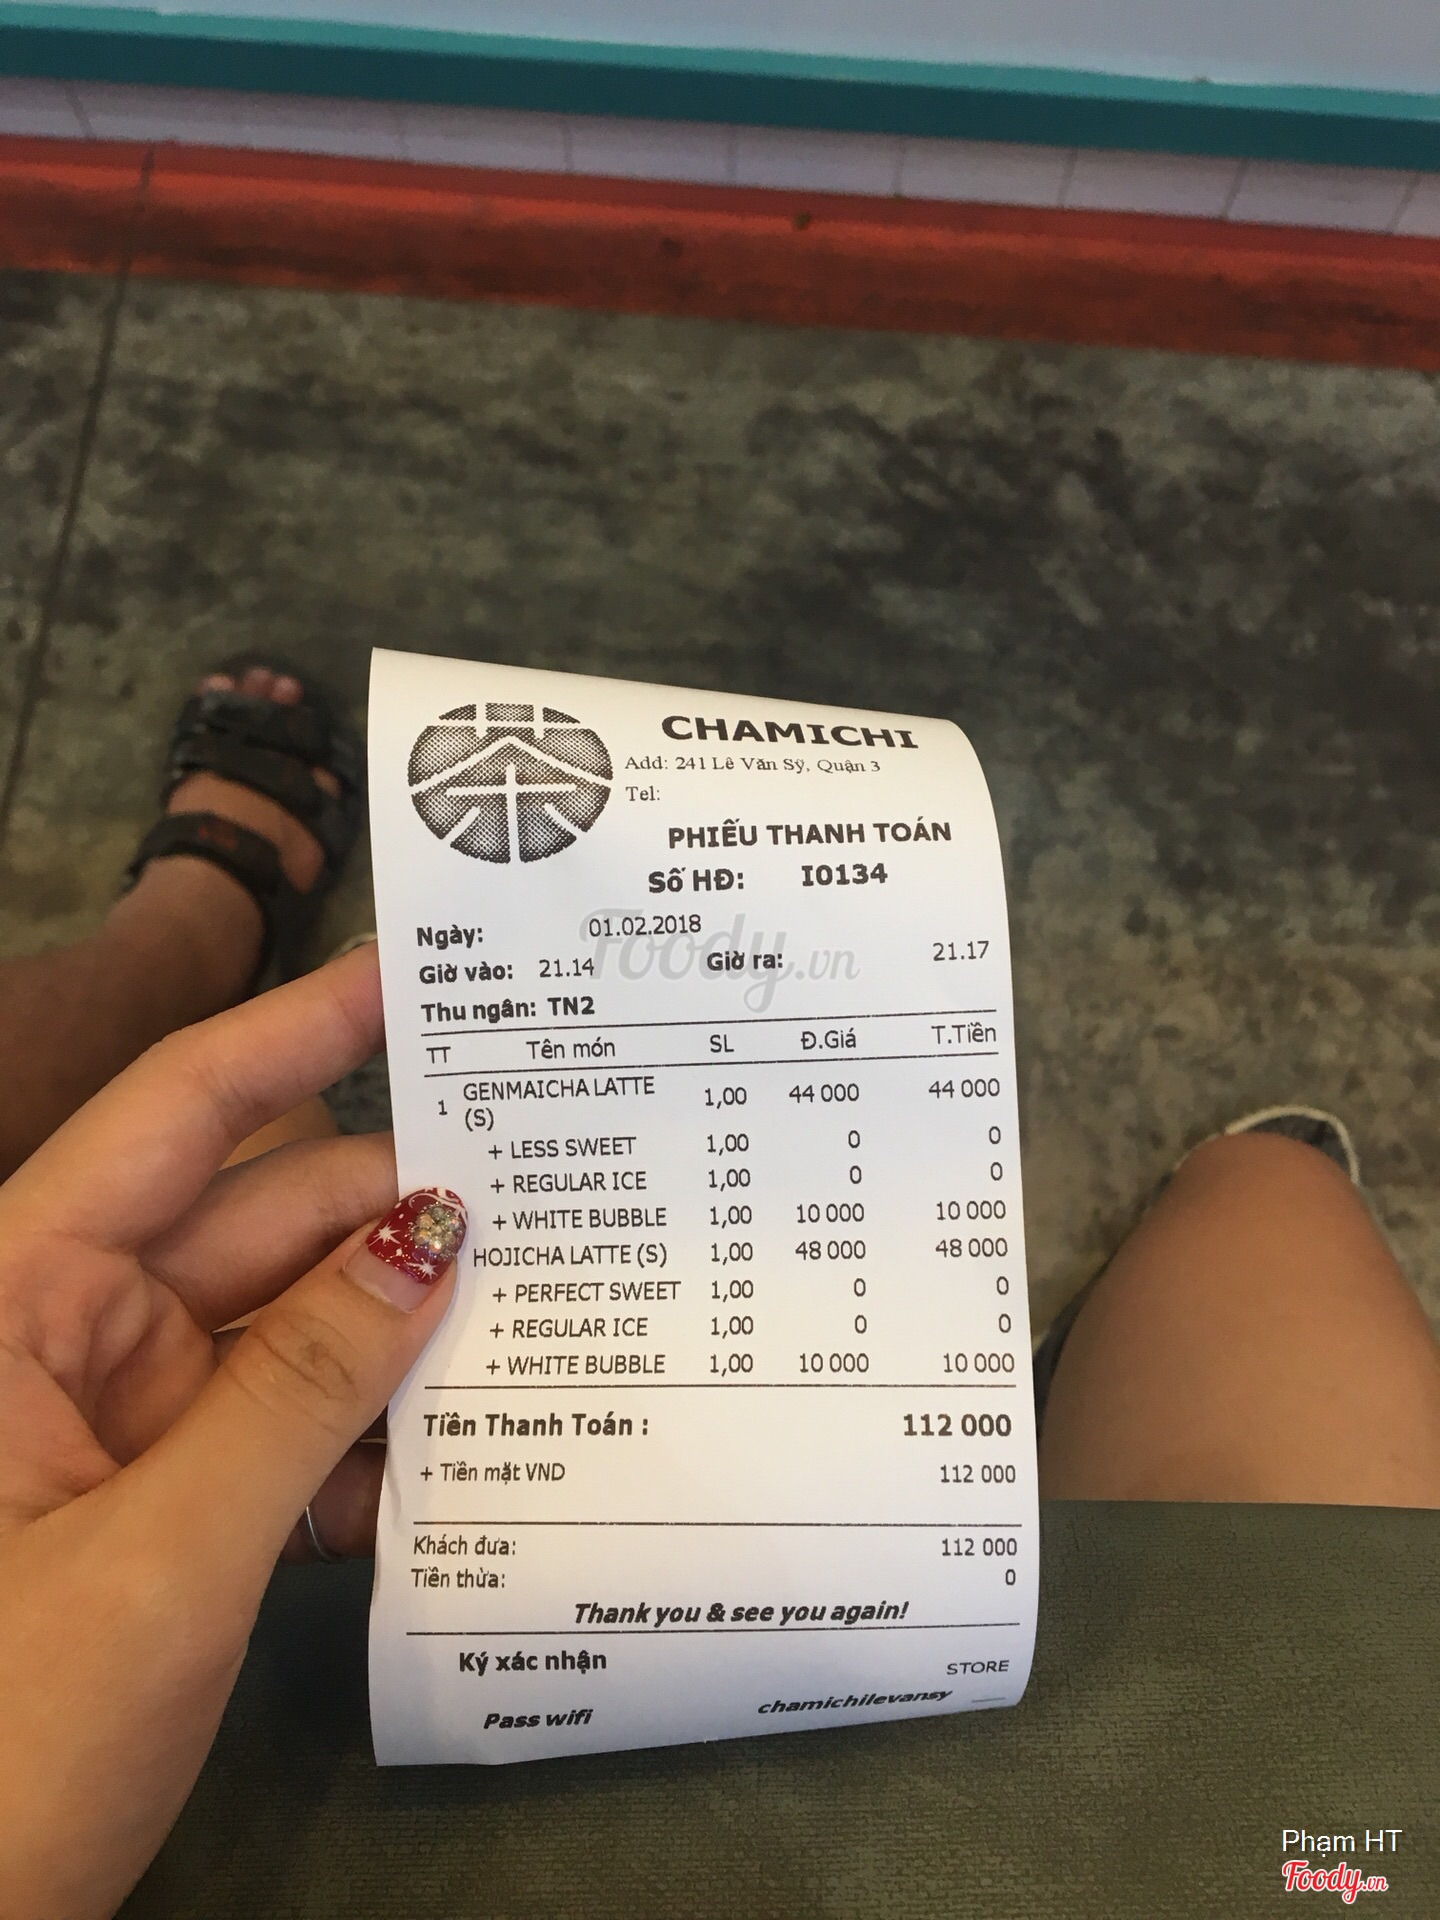 茶
CHAMICHI
Add: 241 Lê Văn Sỹ, Quận 3
Tel:
PHIẾU THANH TOÁN
Số HĐ: I0134
Ngày: 01.02.2018
Giờ vào: 21.14 Giờ ra: 21.17
Thu ngân: TN2
TT Tên món SL Đ.Giá T.Tiền
1 GENMAICHA LATTE (S) 1,00 44 000 44 000
+ LESS SWEET 1,00 0 0
+ REGULAR ICE 1,00 0 0
+ WHITE BUBBLE 1,00 10 000 10 000
HOJICHA LATTE (S) 1,00 48 000 48 000
+ PERFECT SWEET 1,00 0 0
+ REGULAR ICE 1,00 0 0
+ WHITE BUBBLE 1,00 10 000 10 000
Tiền Thanh Toán : 112 000
+ Tiền mặt VND 112 000
Khách đưa: 112 000
Tiền thừa: 0
Thank you & see you again!
Ký xác nhận STORE
Pass wifi chamichilevansy
Foody.vn
Phạm HT
Foody.vn